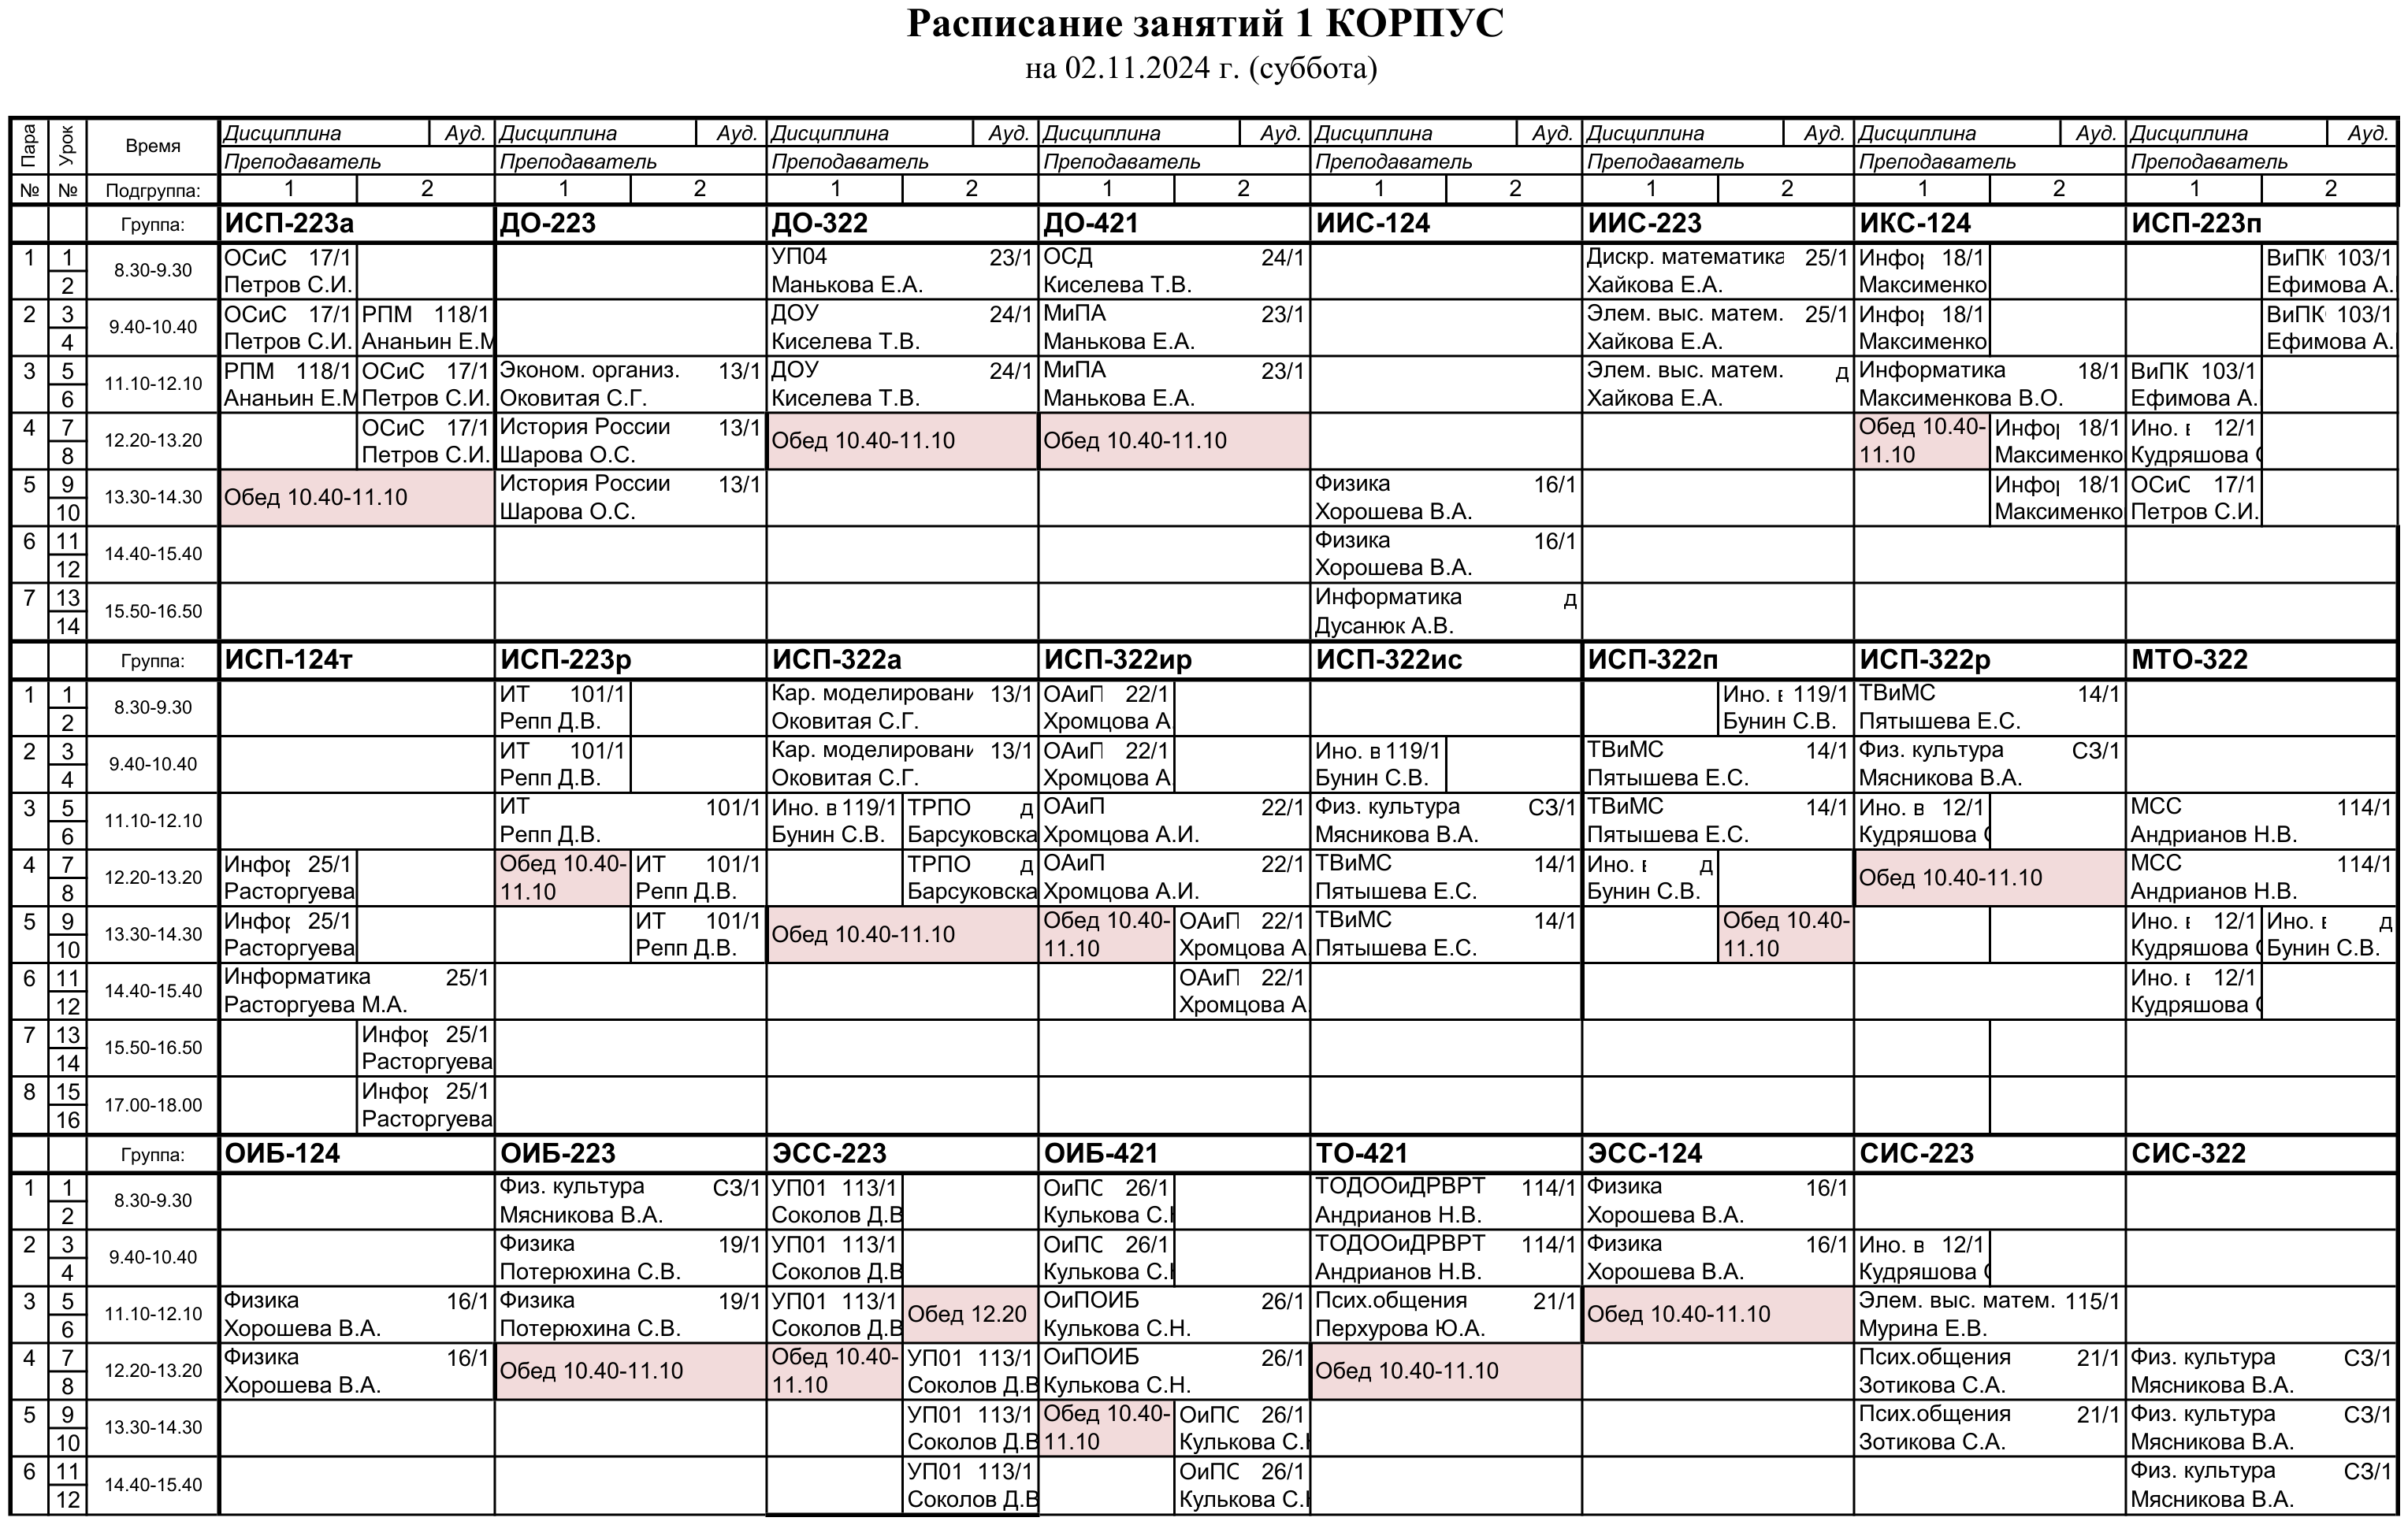 Расписание занятий 1 КОРПУС
на 02.11.2024 г. (суббота)
Пара Урок Время Дисциплина Ауд. Дисциплина Ауд. Дисциплина Ауд. Дисциплина Ауд. Дисциплина Ауд. Дисциплина Ауд. Дисциплина Ауд. Дисциплина Ауд.
Преподаватель Преподаватель Преподаватель Преподаватель Преподаватель Преподаватель Преподаватель Преподаватель
№ № Подгруппа: 1 2 1 2 1 2 1 2 1 2 1 2 1 2 1 2
Группа: ИСП-223а ДО-223 ДО-322 ДО-421 ИИС-124 ИИС-223 ИКС-124 ИСП-223п
1 1 8.30-9.30 ОСиС 17/1 УП04 23/1 ОСД 24/1 Дискр. математика 25/1 Инфор 18/1 ВиПК 103/1
2 Петров С.И. Манькова Е.А. Киселева Т.В. Хайкова Е.А. Максименко Ефимова А.
2 3 9.40-10.40 ОСиС 17/1 РПМ 118/1 ДОУ 24/1 МиПА 23/1 Элем. выс. матем. 25/1 Инфор 18/1 ВиПК 103/1
4 Петров С.И. Ананьин Е.М Киселева Т.В. Манькова Е.А. Хайкова Е.А. Максименко Ефимова А.
3 5 11.10-12.10 РПМ 118/1 ОСиС 17/1 Эконом. организ. 13/1 ДОУ 24/1 МиПА 23/1 Элем. выс. матем. д Информатика 18/1 ВиПК 103/1
6 Ананьин Е.М Петров С.И. Оковитая С.Г. Киселева Т.В. Манькова Е.А. Хайкова Е.А. Максименкова В.О. Ефимова А.
4 7 12.20-13.20 ОСиС 17/1 История России 13/1 Обед 10.40-11.10 Обед 10.40-11.10 Обед 10.40- Инфор 18/1 Ино. в 12/1
8 Петров С.И. Шарова О.С. 11.10 Максименко Кудряшова С
5 9 13.30-14.30 Обед 10.40-11.10 История России 13/1 Физика 16/1 Инфор 18/1 ОСиС 17/1
10 Шарова О.С. Хорошева В.А. Максименко Петров С.И.
6 11 14.40-15.40 Физика 16/1
12 Хорошева В.А.
7 13 15.50-16.50 Информатика д
14 Дусанюк А.В.
Группа: ИСП-124т ИСП-223р ИСП-322а ИСП-322ир ИСП-322ис ИСП-322п ИСП-322р МТО-322
1 1 8.30-9.30 ИТ 101/1 Кар. моделировани 13/1 ОАиП 22/1 Ино. в 119/1 ТВиМС 14/1
2 Репп Д.В. Оковитая С.Г. Хромцова А Бунин С.В. Пятышева Е.С.
2 3 9.40-10.40 ИТ 101/1 Кар. моделировани 13/1 ОАиП 22/1 Ино. в 119/1 ТВиМС 14/1 Физ. культура СЗ/1
4 Репп Д.В. Оковитая С.Г. Хромцова А Бунин С.В. Пятышева Е.С. Мясникова В.А.
3 5 11.10-12.10 ИТ 101/1 Ино. в 119/1 ТРПО д ОАиП 22/1 Физ. культура СЗ/1 ТВиМС 14/1 Ино. в 12/1 МСС 114/1
6 Репп Д.В. Бунин С.В. Барсуковска Хромцова А.И. Мясникова В.А. Пятышева Е.С. Кудряшова С Андрианов Н.В.
4 7 12.20-13.20 Инфор 25/1 Обед 10.40- ИТ 101/1 ТРПО д ОАиП 22/1 ТВиМС 14/1 Ино. в д Обед 10.40-11.10 МСС 114/1
8 Расторгуева 11.10 Репп Д.В. Барсуковска Хромцова А.И. Пятышева Е.С. Бунин С.В. Андрианов Н.В.
5 9 13.30-14.30 Инфор 25/1 ИТ 101/1 Обед 10.40-11.10 Обед 10.40- ОАиП 22/1 ТВиМС 14/1 Обед 10.40- Ино. в 12/1 Ино. в д
10 Расторгуева Репп Д.В. 11.10 Хромцова А Пятышева Е.С. 11.10 Кудряшова С Бунин С.В.
6 11 14.40-15.40 Информатика 25/1 ОАиП 22/1 Ино. в 12/1
12 Расторгуева М.А. Хромцова А Кудряшова С
7 13 15.50-16.50 Инфор 25/1
14 Расторгуева
8 15 17.00-18.00 Инфор 25/1
16 Расторгуева
Группа: ОИБ-124 ОИБ-223 ЭСС-223 ОИБ-421 ТО-421 ЭСС-124 СИС-223 СИС-322
1 1 8.30-9.30 Физ. культура СЗ/1 УП01 113/1 ОиПО 26/1 ТОДООиДРВРТ 114/1 Физика 16/1
2 Мясникова В.А. Соколов Д.В Кулькова С.Н Андрианов Н.В. Хорошева В.А.
2 3 9.40-10.40 Физика 19/1 УП01 113/1 ОиПО 26/1 ТОДООиДРВРТ 114/1 Физика 16/1 Ино. в 12/1
4 Потерюхина С.В. Соколов Д.В Кулькова С.Н Андрианов Н.В. Хорошева В.А. Кудряшова С
3 5 11.10-12.10 Физика 16/1 Физика 19/1 УП01 113/1 Обед 12.20 ОиПОИБ 26/1 Псих.общения 21/1 Обед 10.40-11.10 Элем. выс. матем. 115/1
6 Хорошева В.А. Потерюхина С.В. Соколов Д.В Кулькова С.Н. Перхурова Ю.А. Мурина Е.В.
4 7 12.20-13.20 Физика 16/1 Обед 10.40-11.10 Обед 10.40- УП01 113/1 ОиПОИБ 26/1 Обед 10.40-11.10 Псих.общения 21/1 Физ. культура СЗ/1
8 Хорошева В.А. 11.10 Соколов Д.В Кулькова С.Н. Зотикова С.А. Мясникова В.А.
5 9 13.30-14.30 УП01 113/1 Обед 10.40- ОиПО 26/1 Псих.общения 21/1 Физ. культура СЗ/1
10 Соколов Д.В 11.10 Кулькова С.Н Зотикова С.А. Мясникова В.А.
6 11 14.40-15.40 УП01 113/1 ОиПО 26/1 Физ. культура СЗ/1
12 Соколов Д.В Кулькова С.Н Мясникова В.А.